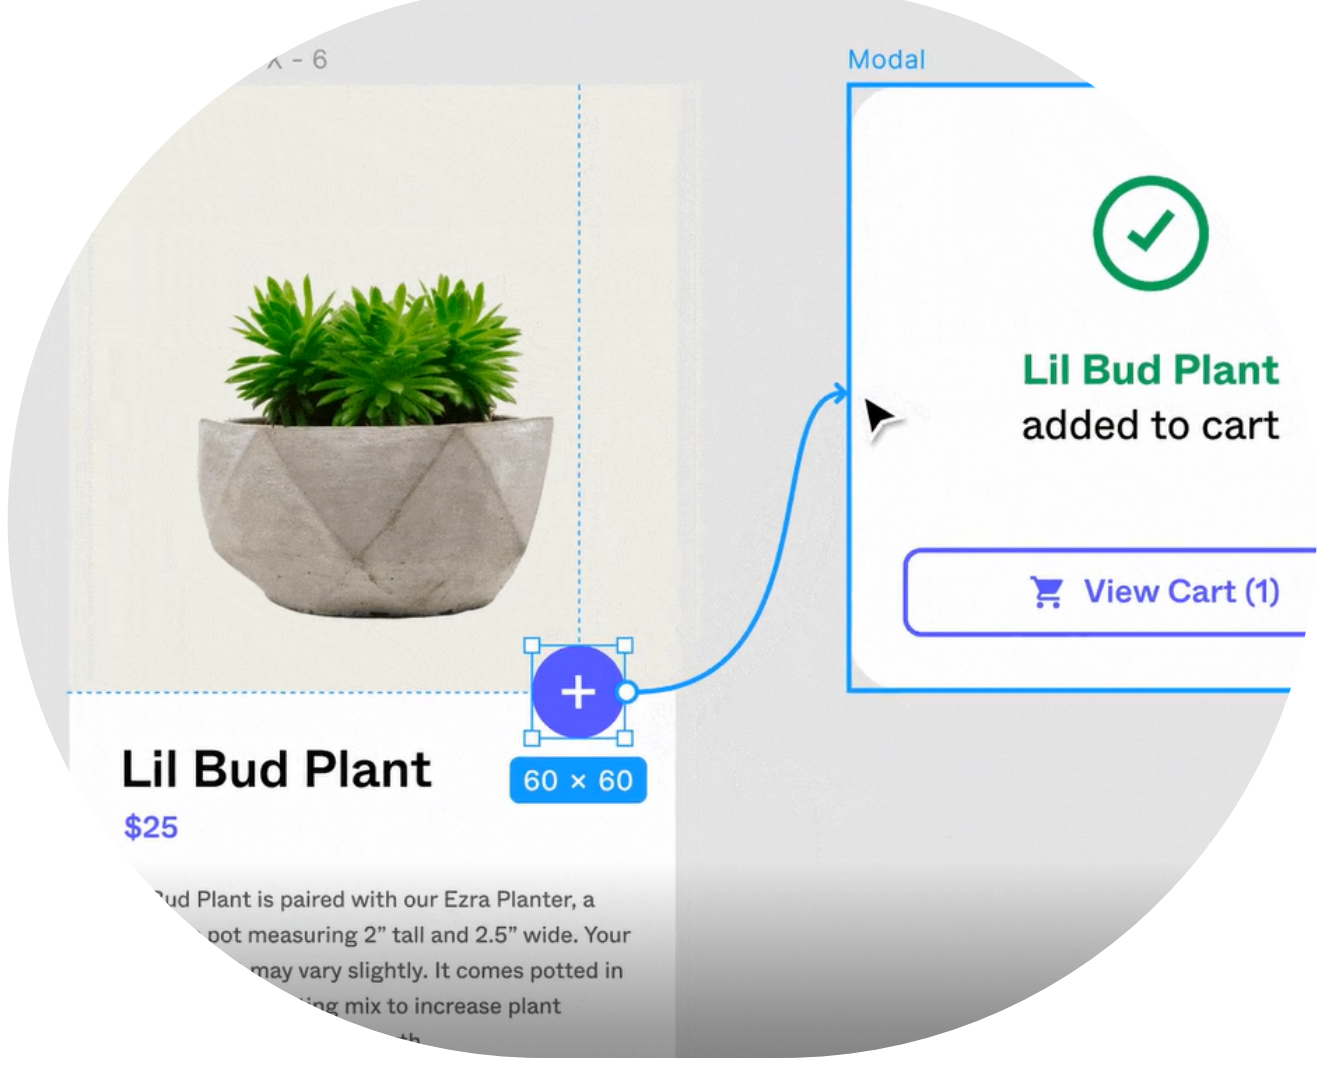 X - 6
Modal
Lil Bud Plant
added to cart
View Cart (1)
60 × 60
Lil Bud Plant
$25
Bud Plant is paired with our Ezra Planter, a
pot measuring 2” tall and 2.5” wide. Your
may vary slightly. It comes potted in
mix to increase plant